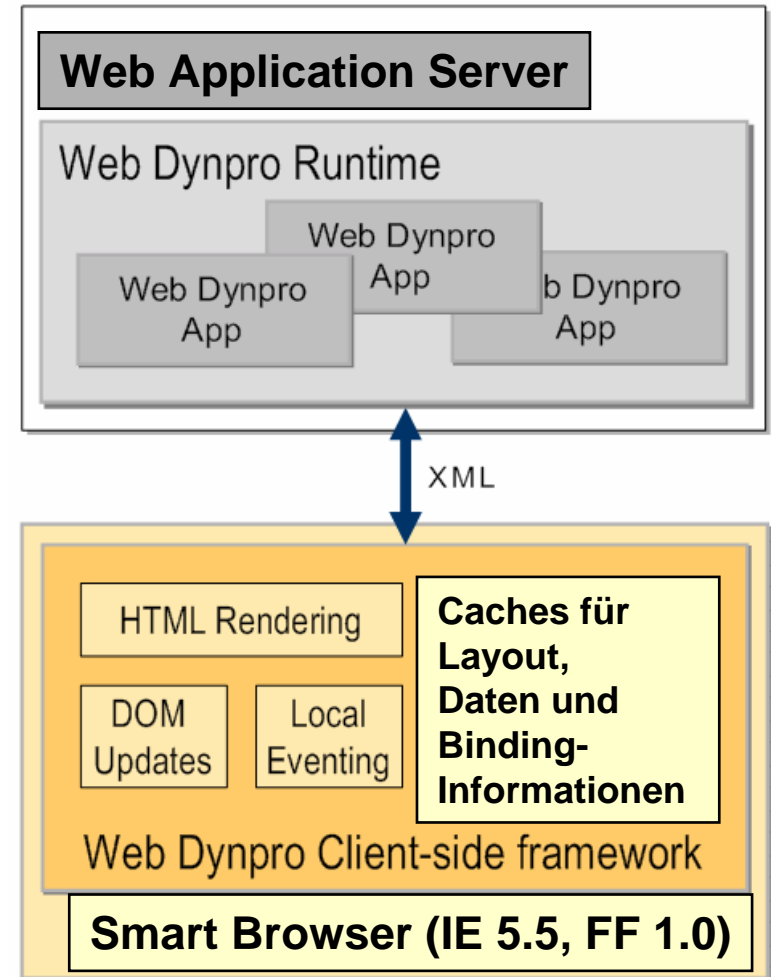 Web Application Server
Web Dynpro Runtime
Web Dynpro
App
Web Dynpro
App
b Dynpro
App
XML
HTML Rendering
DOM
Updates
Local
Eventing
Caches für
Layout,
Daten und
Binding-
Informationen
Web Dynpro Client-side framework
Smart Browser (IE 5.5, FF 1.0)